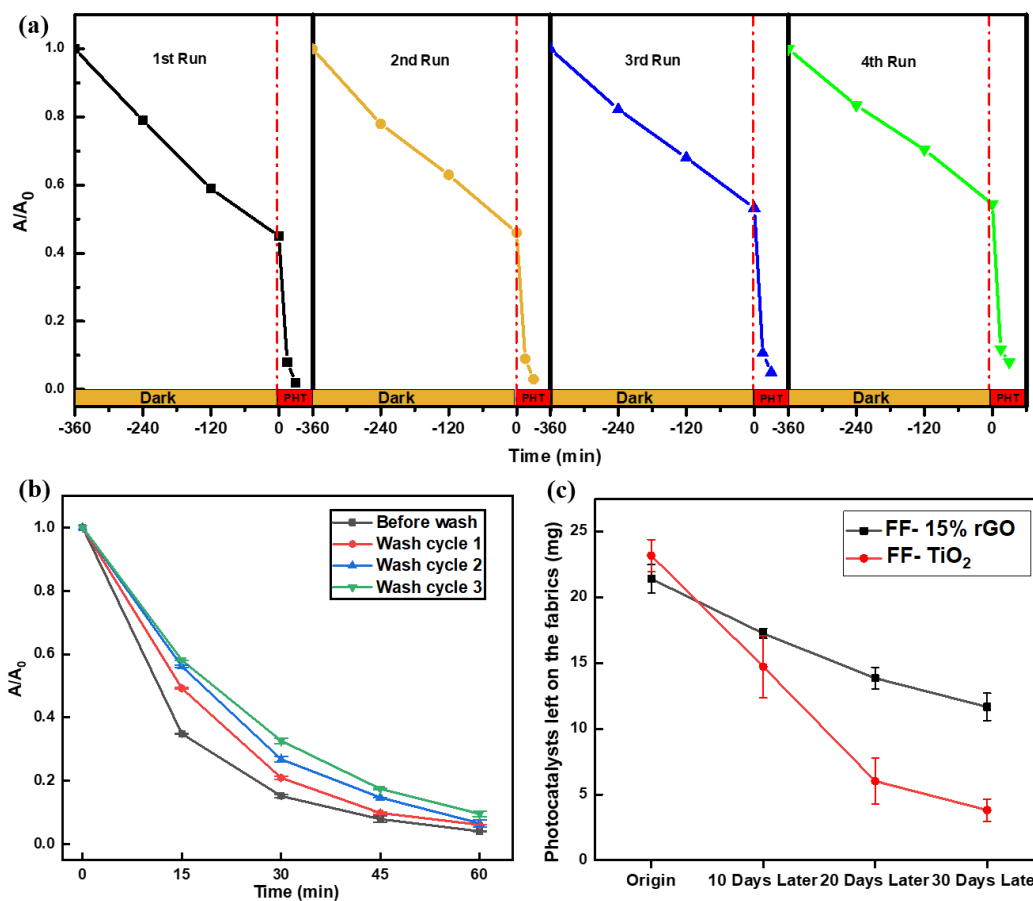 (a)
1.0
0.8
0.6
0.4
0.2
0.0
A/A0
1st Run
2nd Run
3rd Run
4th Run
Dark PHT Dark PHT Dark PHT Dark PHT
-360 -240 -120 0 -360 -240 -120 0 -360 -240 -120 0 -360 -240 -120 0
Time (min)
(b)
1.0
0.8
0.6
0.4
0.2
0.0
A/A0
Before wash
Wash cycle 1
Wash cycle 2
Wash cycle 3
0 15 30 45 60
Time (min)
(c)
25
20
15
10
5
0
Photocatalysts left on the fabrics (mg)
FF- 15% rGO
FF- TiO2
Origin 10 Days Later 20 Days Later 30 Days Late